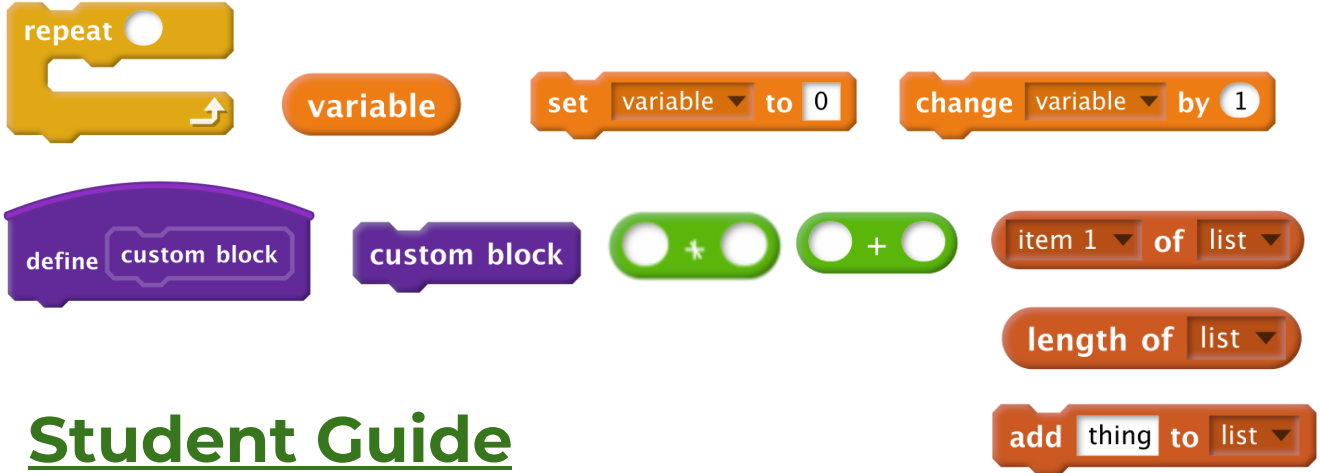 repeat
variable
set variable to 0
change variable by 1
define custom block
custom block
*
+
item 1 of list
length of list
add thing to list
Student Guide